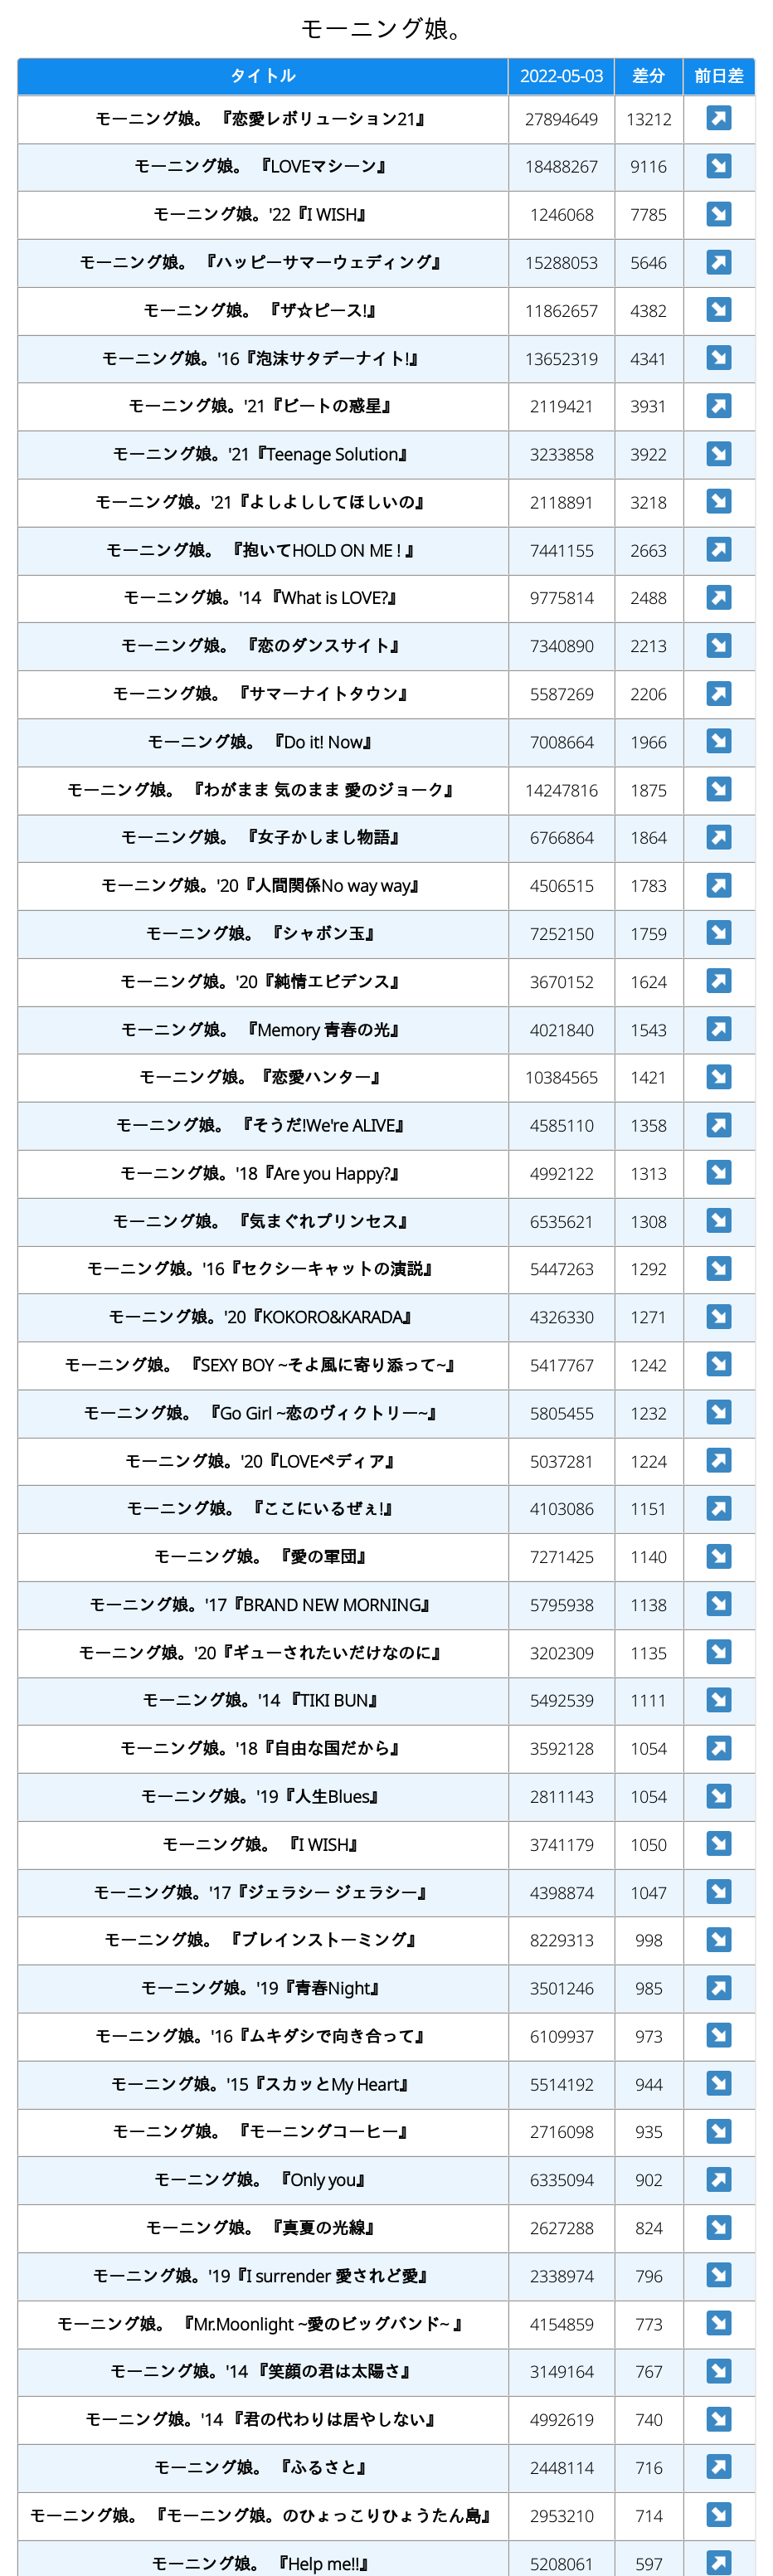 モーニング娘。
タイトル 2022-05-03 差分 前日差
モーニング娘。 『恋愛レボリューション21』 27894649 13212
モーニング娘。 『LOVEマシーン』 18488267 9116
モーニング娘。'22『I WISH』 1246068 7785
モーニング娘。 『ハッピーサマーウェディング』 15288053 5646
モーニング娘。 『ザ☆ピース!』 11862657 4382
モーニング娘。'16『泡沫サタデーナイト!』 13652319 4341
モーニング娘。'21『ビートの惑星』 2119421 3931
モーニング娘。'21『Teenage Solution』 3233858 3922
モーニング娘。'21『よしよししてほしいの』 2118891 3218
モーニング娘。 『抱いてHOLD ON ME ! 』 7441155 2663
モーニング娘。'14 『What is LOVE?』 9775814 2488
モーニング娘。 『恋のダンスサイト』 7340890 2213
モーニング娘。 『サマーナイトタウン』 5587269 2206
モーニング娘。 『Do it! Now』 7008664 1966
モーニング娘。 『わがまま 気のまま 愛のジョーク』 14247816 1875
モーニング娘。 『女子かしまし物語』 6766864 1864
モーニング娘。'20『人間関係No way way』 4506515 1783
モーニング娘。 『シャボン玉』 7252150 1759
モーニング娘。'20『純情エビデンス』 3670152 1624
モーニング娘。 『Memory 青春の光』 4021840 1543
モーニング娘。『恋愛ハンター』 10384565 1421
モーニング娘。 『そうだ!We're ALIVE』 4585110 1358
モーニング娘。'18『Are you Happy?』 4992122 1313
モーニング娘。 『気まぐれプリンセス』 6535621 1308
モーニング娘。'16『セクシーキャットの演説』 5447263 1292
モーニング娘。'20『KOKORO&KARADA』 4326330 1271
モーニング娘。 『SEXY BOY ~そよ風に寄り添って~』 5417767 1242
モーニング娘。 『Go Girl ~恋のヴィクトリー~』 5805455 1232
モーニング娘。'20『LOVEペディア』 5037281 1224
モーニング娘。 『ここにいるぜぇ!』 4103086 1151
モーニング娘。 『愛の軍団』 7271425 1140
モーニング娘。'17『BRAND NEW MORNING』 5795938 1138
モーニング娘。'20『ギューされたいだけなのに』 3202309 1135
モーニング娘。'14 『TIKI BUN』 5492539 1111
モーニング娘。'18『自由な国だから』 3592128 1054
モーニング娘。'19『人生Blues』 2811143 1054
モーニング娘。 『I WISH』 3741179 1050
モーニング娘。'17『ジェラシー ジェラシー』 4398874 1047
モーニング娘。 『ブレインストーミング』 8229313 998
モーニング娘。'19『青春Night』 3501246 985
モーニング娘。'16『ムキダシで向き合って』 6109937 973
モーニング娘。'15『スカッとMy Heart』 5514192 944
モーニング娘。 『モーニングコーヒー』 2716098 935
モーニング娘。 『Only you』 6335094 902
モーニング娘。 『真夏の光線』 2627288 824
モーニング娘。'19『I surrender 愛されど愛』 2338974 796
モーニング娘。 『Mr.Moonlight ~愛のビッグバンド~ 』 4154859 773
モーニング娘。'14 『笑顔の君は太陽さ』 3149164 767
モーニング娘。'14 『君の代わりは居やしない』 4992619 740
モーニング娘。 『ふるさと』 2448114 716
モーニング娘。 『モーニング娘。のひょっこりひょうたん島』 2953210 714
モーニング娘。 『Help me!!』 5208061 597